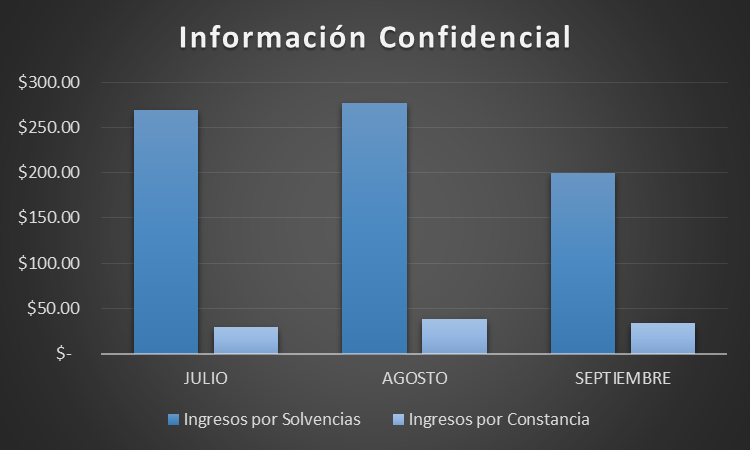 Información Confidencial
$300.00
$250.00
$200.00
$150.00
$100.00
$50.00
$-
JULIO AGOSTO SEPTIEMBRE
Ingresos por Solvencias Ingresos por Constancia